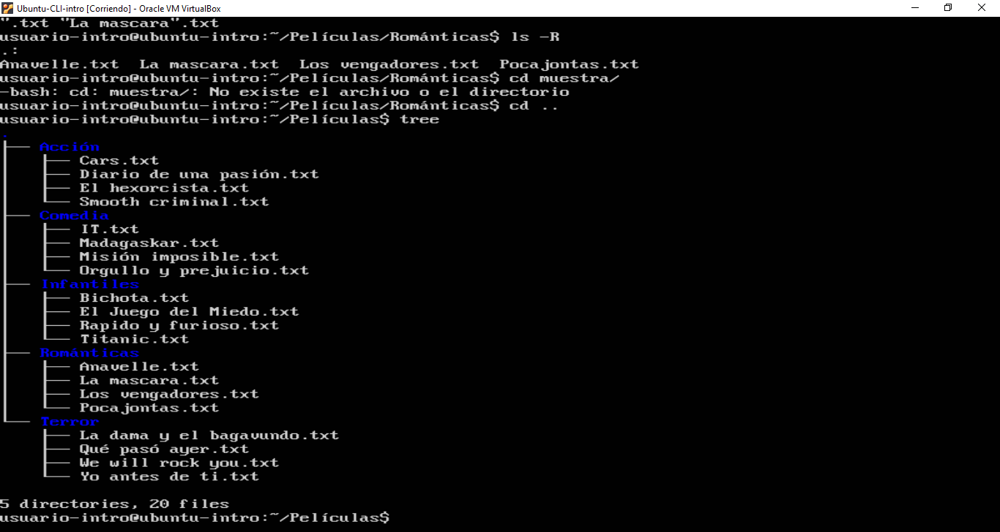 Ubuntu-CLI-intro [Corriendo] - Oracle VM VirtualBox
".txt "La mascara".txt
usuario-intro@ubuntu-intro:~/Películas/Románticas$ ls -R
.:
Anavelle.txt  La mascara.txt  Los vengadores.txt  Pocajontas.txt
usuario-intro@ubuntu-intro:~/Películas/Románticas$ cd muestra/
-bash: cd: muestra/: No existe el archivo o el directorio
usuario-intro@ubuntu-intro:~/Películas/Románticas$ cd ..
usuario-intro@ubuntu-intro:~/Películas$ tree
.
├── Acción
│   ├── Cars.txt
│   ├── Diario de una pasión.txt
│   ├── El hexorcista.txt
│   └── Smooth criminal.txt
├── Comedia
│   ├── IT.txt
│   ├── Madagaskar.txt
│   ├── Misión imposible.txt
│   └── Orgullo y prejuicio.txt
├── Infantiles
│   ├── Bichota.txt
│   ├── El Juego del Miedo.txt
│   ├── Rapido y furioso.txt
│   └── Titanic.txt
├── Románticas
│   ├── Anavelle.txt
│   ├── La mascara.txt
│   ├── Los vengadores.txt
│   └── Pocajontas.txt
└── Terror
    ├── La dama y el bagavundo.txt
    ├── Qué pasó ayer.txt
    ├── We will rock you.txt
    └── Yo antes de ti.txt
5 directories, 20 files
usuario-intro@ubuntu-intro:~/Películas$